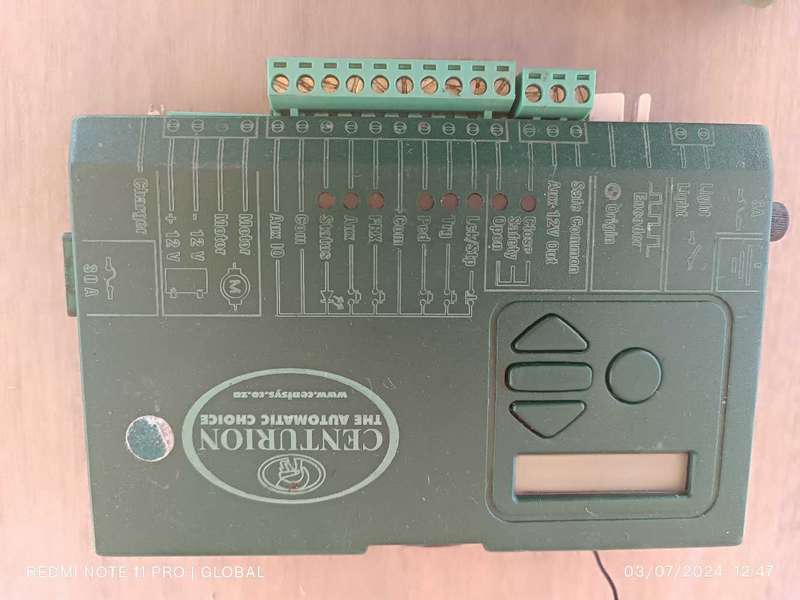 Charger
30A
+ 12 V
- 12 V
Motor
Motor
M
Aux IO
Com
Status
Aux
FRX
Com
Ped
Trg
Lck/Stp
Open
Safety
Close
Aux 12V Out
Safe Common
Origin
Encoder
Light
Light
3A
CENTURION
THE AUTOMATIC CHOICE
www.centsys.co.za
REDMI NOTE 11 PRO | GLOBAL
03/07/2024 12:47